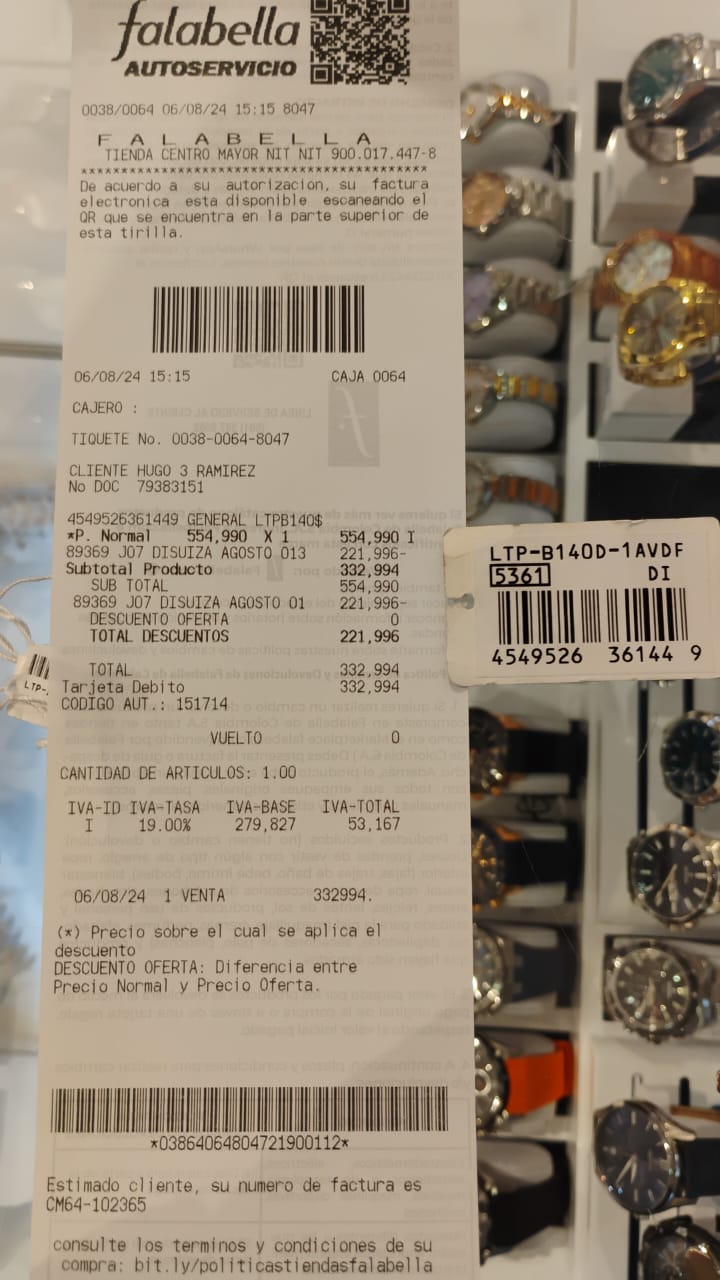 falabella
AUTOSERVICIO
0038/0064 06/08/24 15:15 8047
F A L A B E L L A
TIENDA CENTRO MAYOR NIT NIT 900.017.447-8
******************************************
De acuerdo a su autorizacion, su factura
electronica esta disponible escaneando el
QR que se encuentra en la parte superior de
esta tirilla.
06/08/24 15:15 CAJA 0064
CAJERO :
TIQUETE No. 0038-0064-8047
CLIENTE HUGO 3 RAMIREZ
No DOC 79383151
4549526361449 GENERAL LTPB140$
*P. Normal 554,990 X 1 554,990 I
89369 J07 DISUIZA AGOSTO 013 221,996-
Subtotal Producto 332,994
SUB TOTAL 554,990
89369 J07 DISUIZA AGOSTO 01 221,996-
DESCUENTO OFERTA 0
TOTAL DESCUENTOS 221,996
TOTAL 332,994
Tarjeta Debito 332,994
CODIGO AUT.: 151714
VUELTO 0
CANTIDAD DE ARTICULOS: 1.00
IVA-ID IVA-TASA IVA-BASE IVA-TOTAL
I 19.00% 279,827 53,167
06/08/24 1 VENTA 332994.
(*) Precio sobre el cual se aplica el
descuento
DESCUENTO OFERTA: Diferencia entre
Precio Normal y Precio Oferta.
*03864064804721900112*
Estimado cliente, su numero de factura es
CM64-102365
consulte los terminos y condiciones de su
compra: bit.ly/politicastiendasfalabella
LTP-B140D-1AVDF
5361 DI
4549526 36144 9
LTP-